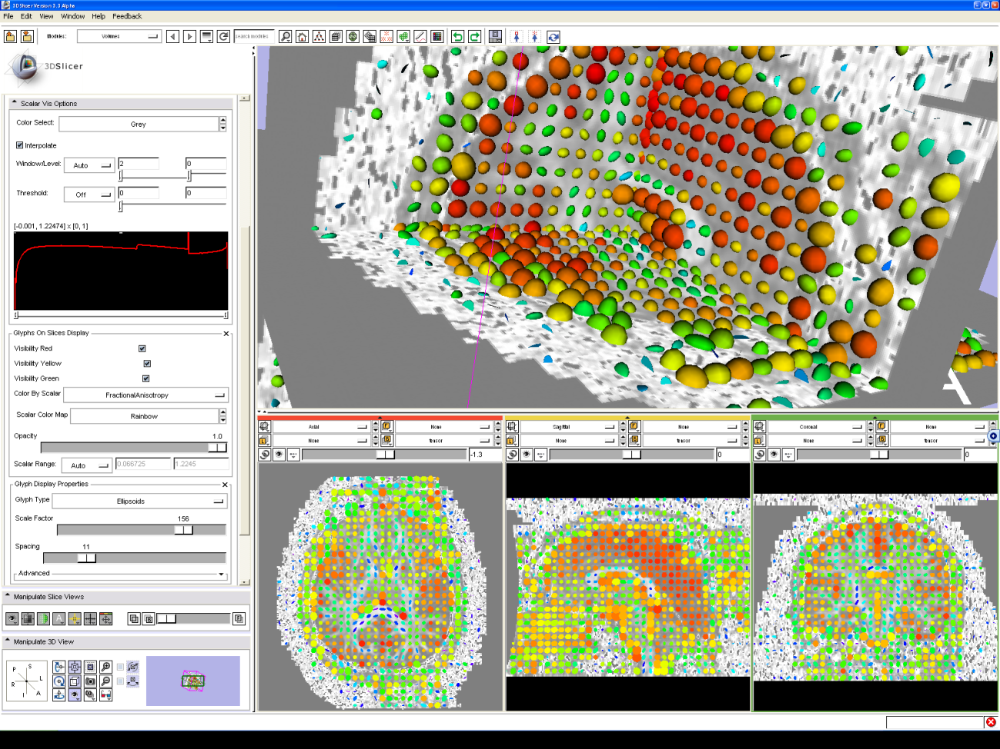 3DSlicer Version 3.3 Alpha
File Edit View Window Help Feedback
Modules: Volumes search modules
3DSlicer
Scalar Vis Options
Color Select: Grey
Interpolate
Window/Level: Auto 2 0
Threshold: Off 0 0
[-0.001, 1.22474] x [0, 1]
Glyphs On Slices Display
Visibility Red
Visibility Yellow
Visibility Green
Color By Scalar FractionalAnisotropy
Scalar Color Map Rainbow
Opacity 1.0
Scalar Range: Auto 0.066725 1.2245
Glyph Display Properties
Glyph Type Ellipsoids
Scale Factor 156
Spacing 11
Advanced
Manipulate Slice Views
Manipulate 3D View
P S
R L
I A
Axial None
None tensor
-1.3
Sagittal None
None tensor
0
Coronal None
None tensor
0